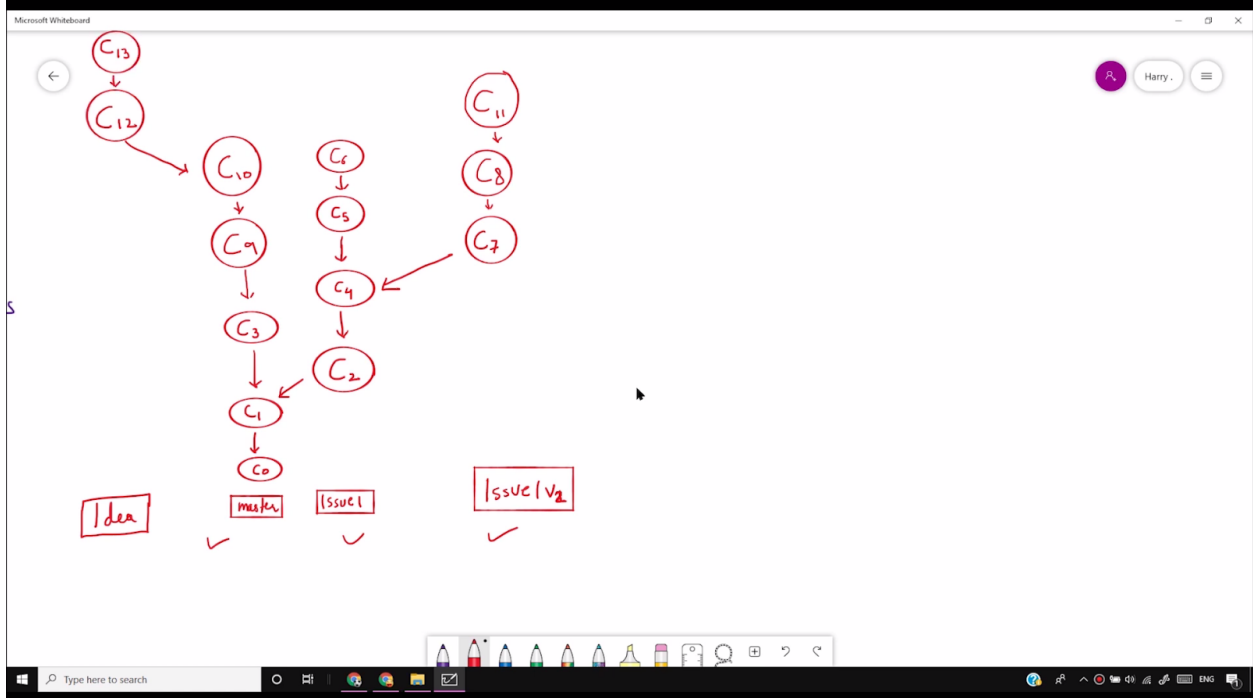 Microsoft Whiteboard
C13
Harry .
C12
C11
C10
C6
C8
C5
C9
C7
C4
s
C3
C2
C1
C0
Idea
master
Issue1
Issue1v2
Type here to search
ENG
1